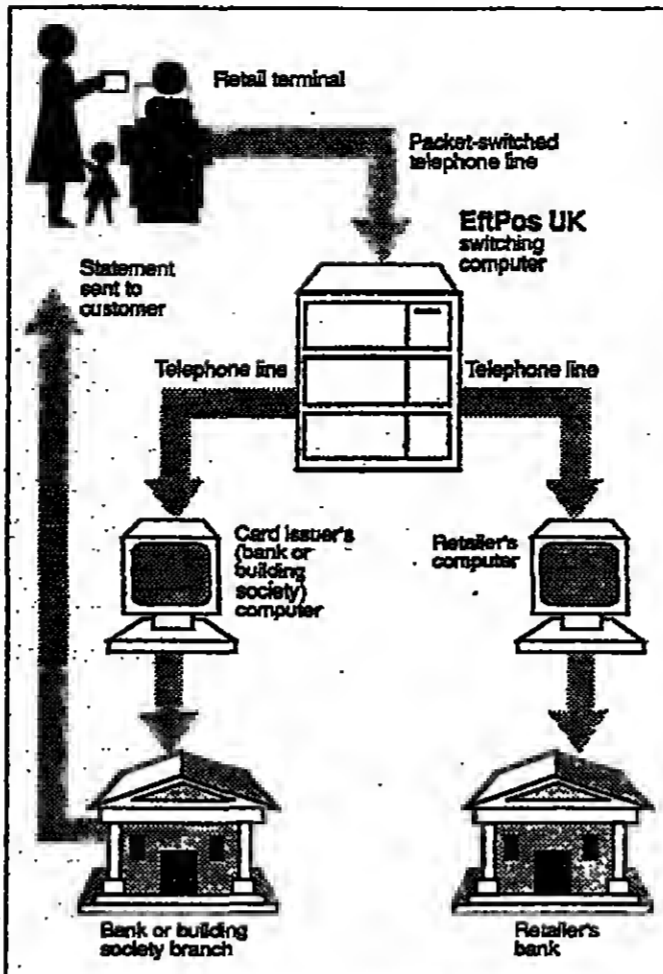 Retail terminal
Packet-switched
telephone line
EftPos UK
switching
computer
Statement
sent to
customer
Telephone line
Telephone line
Card issuer's
(bank or
building
society)
computer
Retailer's
computer
Bank or building
society branch
Retailer's
bank